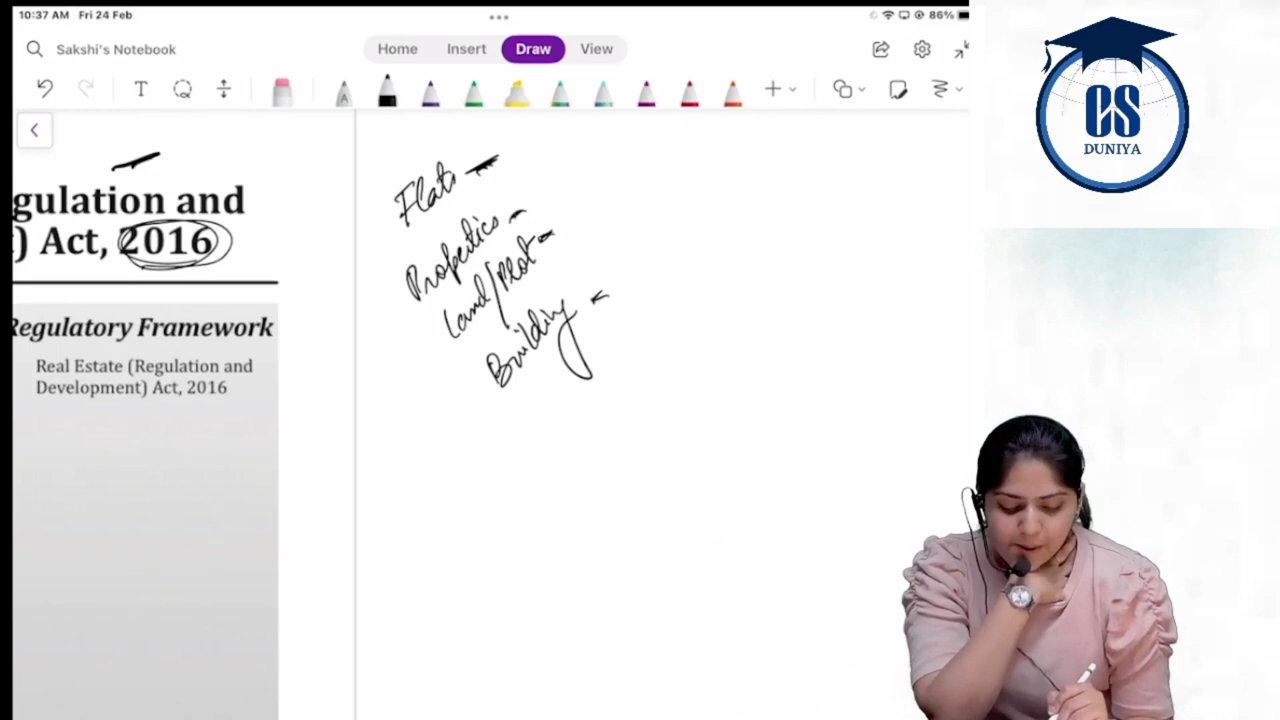 10:37 AM Fri 24 Feb
86%
Sakshi's Notebook
Home Insert Draw View
T
A
gulation and
) Act, 2016
Regulatory Framework
Real Estate (Regulation and
Development) Act, 2016
Flats
Properties
Land/Plot
Building
CS
DUNIYA